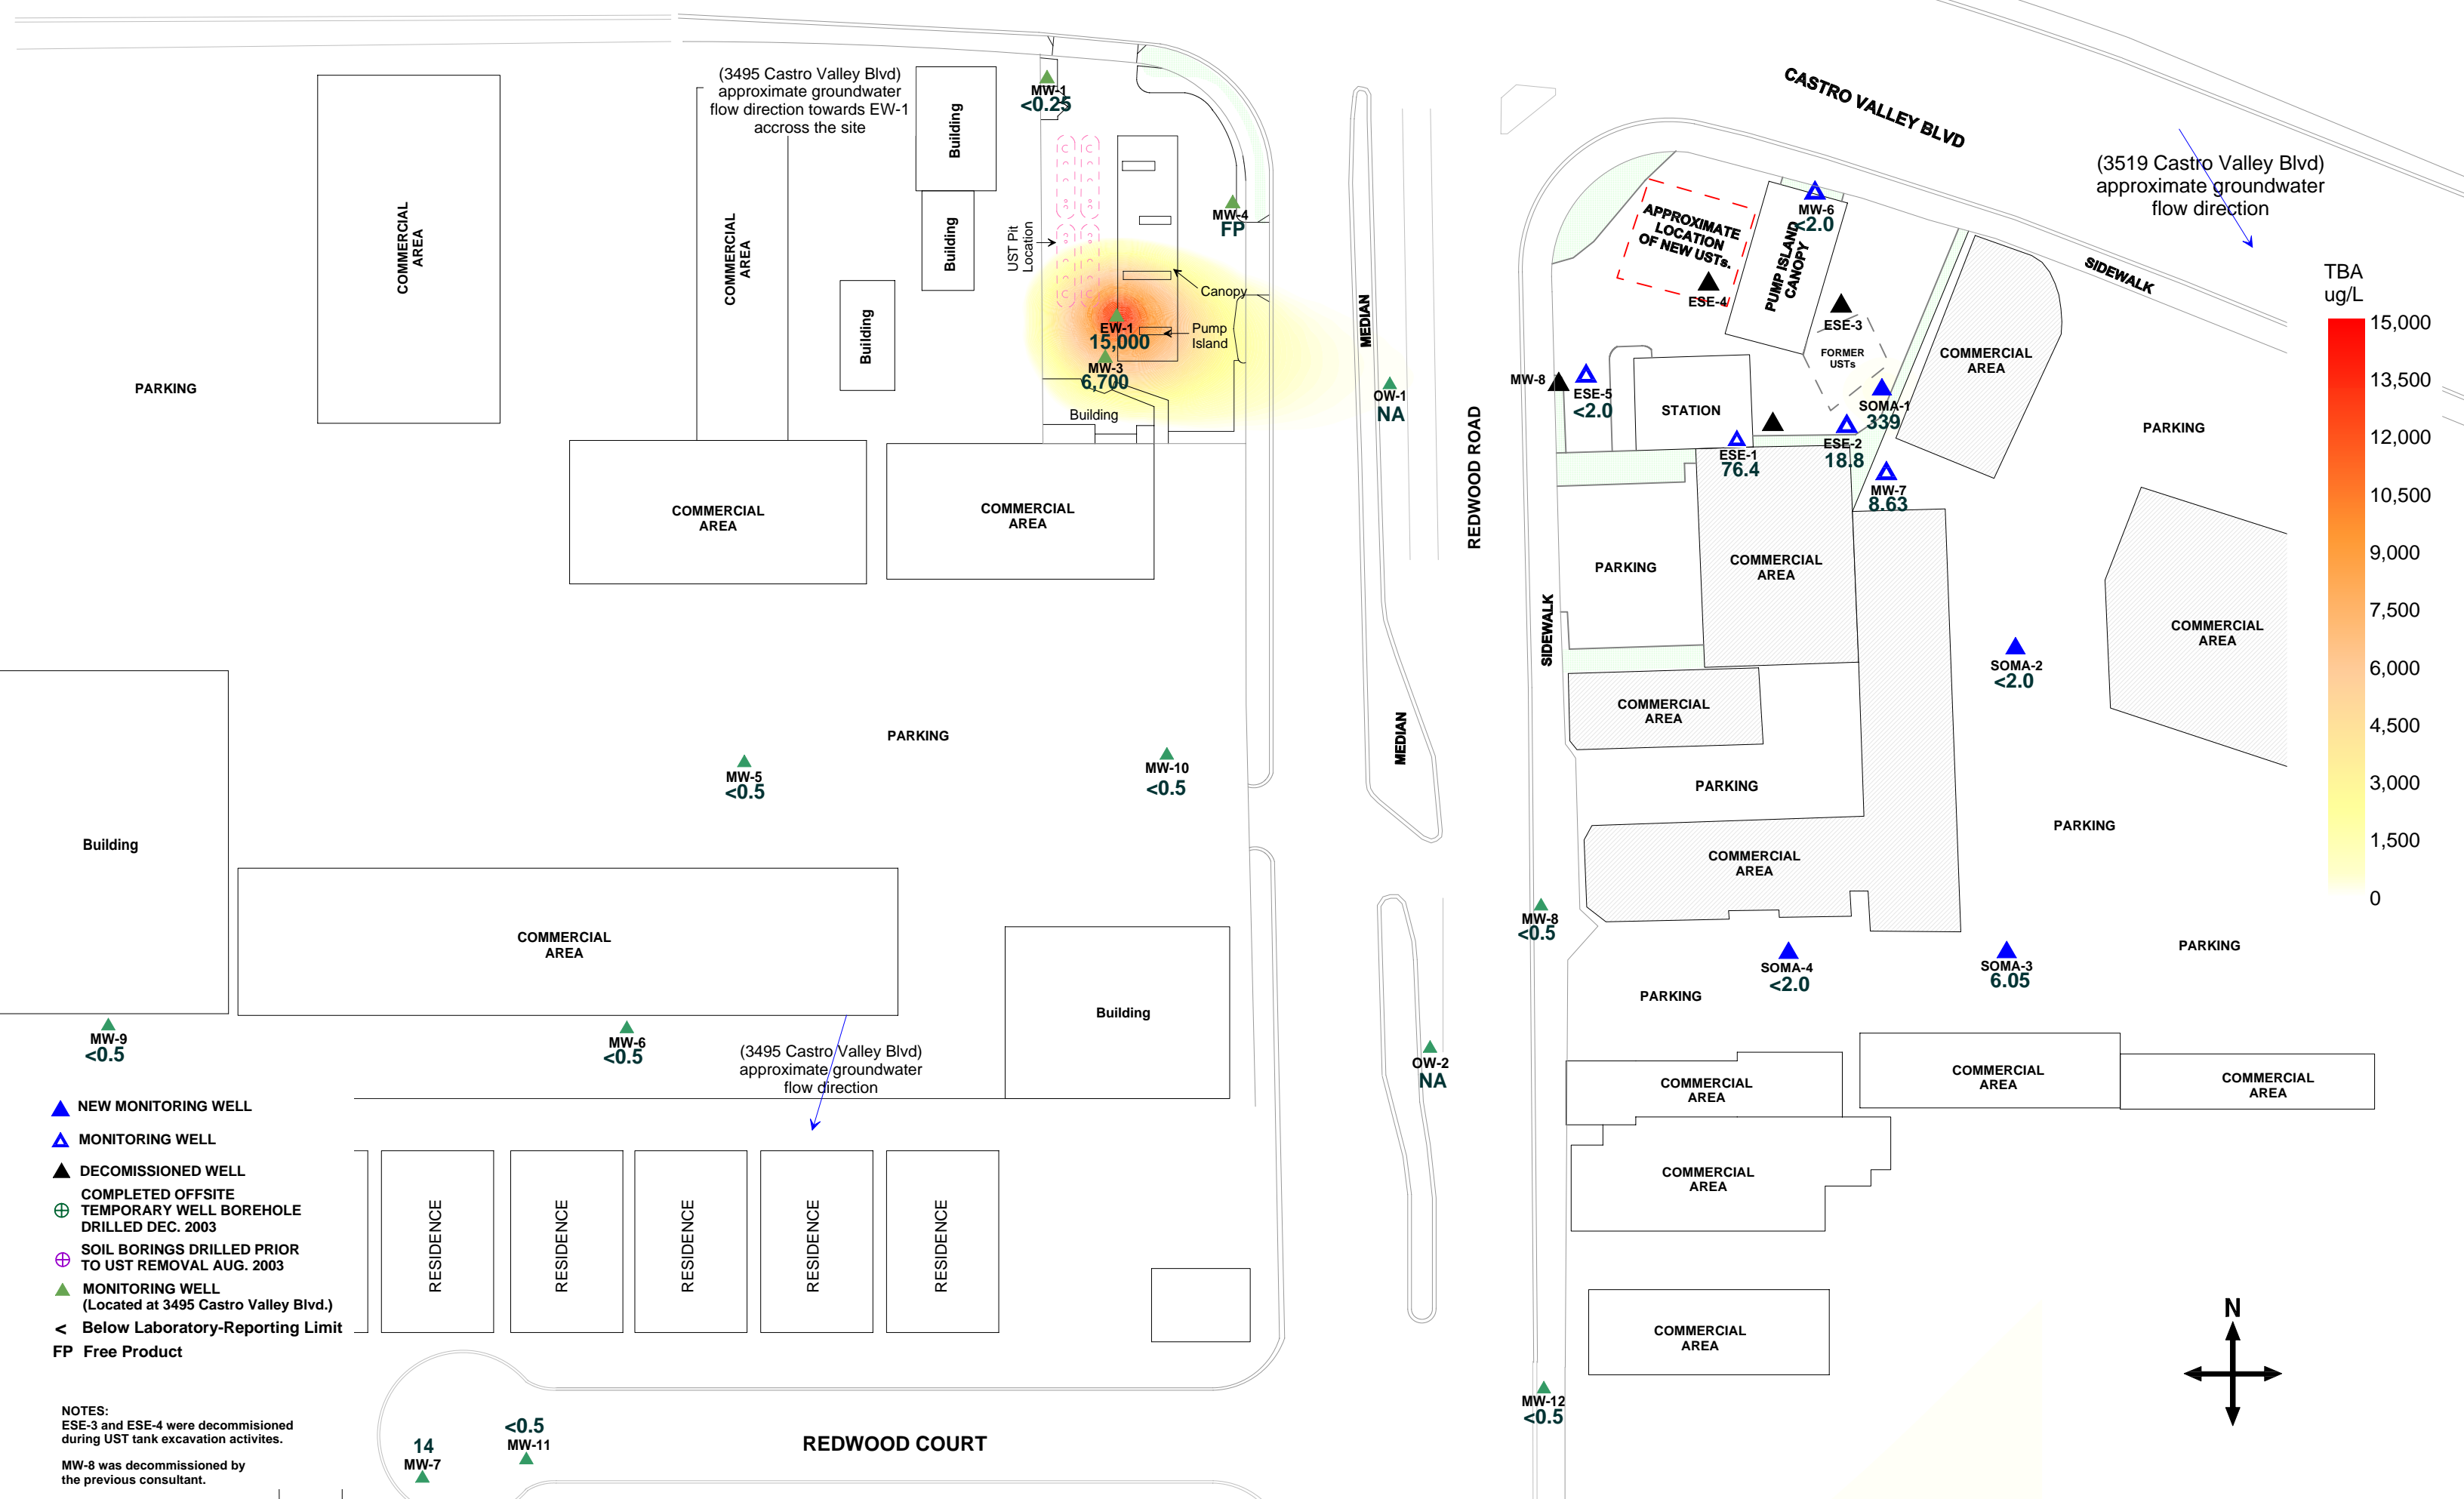 (3495 Castro Valley Blvd)
approximate groundwater
flow direction towards EW-1
accross the site
COMMERCIAL
AREA
COMMERCIAL
AREA
Building
Building
Building
PARKING
MW-1
<0.25
MW-4
FP
UST Pit
Location
Canopy
Pump
Island
EW-1
15,000
MW-3
6,700
Building
COMMERCIAL
AREA
COMMERCIAL
AREA
MEDIAN
OW-1
NA
REDWOOD ROAD
CASTRO VALLEY BLVD
(3519 Castro Valley Blvd)
approximate groundwater
flow direction
SIDEWALK
APPROXIMATE
LOCATION
OF NEW USTs.
PUMP ISLAND
CANOPY
MW-6
<2.0
ESE-4
ESE-3
FORMER
USTs
COMMERCIAL
AREA
MW-8
ESE-5
<2.0
STATION
SOMA-1
339
ESE-1
76.4
ESE-2
18.8
MW-7
8.63
PARKING
TBA
ug/L
15,000
13,500
12,000
10,500
9,000
7,500
6,000
4,500
3,000
1,500
0
PARKING
COMMERCIAL
AREA
COMMERCIAL
AREA
SIDEWALK
SOMA-2
<2.0
COMMERCIAL
AREA
MEDIAN
PARKING
MW-5
<0.5
MW-10
<0.5
PARKING
PARKING
Building
COMMERCIAL
AREA
COMMERCIAL
AREA
MW-8
<0.5
SOMA-4
<2.0
SOMA-3
6.05
PARKING
PARKING
Building
MW-9
<0.5
MW-6
<0.5
(3495 Castro Valley Blvd)
approximate groundwater
flow direction
OW-2
NA
COMMERCIAL
AREA
COMMERCIAL
AREA
COMMERCIAL
AREA
COMMERCIAL
AREA
NEW MONITORING WELL
MONITORING WELL
DECOMISSIONED WELL
COMPLETED OFFSITE
TEMPORARY WELL BOREHOLE
DRILLED DEC. 2003
SOIL BORINGS DRILLED PRIOR
TO UST REMOVAL AUG. 2003
MONITORING WELL
(Located at 3495 Castro Valley Blvd.)
< Below Laboratory-Reporting Limit
FP Free Product
RESIDENCE
RESIDENCE
RESIDENCE
RESIDENCE
RESIDENCE
COMMERCIAL
AREA
N
MW-12
<0.5
NOTES:
ESE-3 and ESE-4 were decommisioned
during UST tank excavation activites.
MW-8 was decommissioned by
the previous consultant.
14
MW-7
<0.5
MW-11
REDWOOD COURT